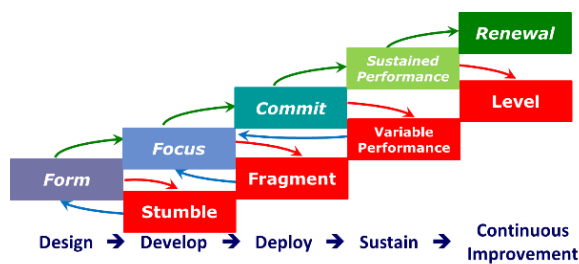 Renewal
Sustained
Performance
Level
Commit
Variable
Performance
Focus
Fragment
Form
Stumble
Design → Develop → Deploy → Sustain → Continuous
Improvement